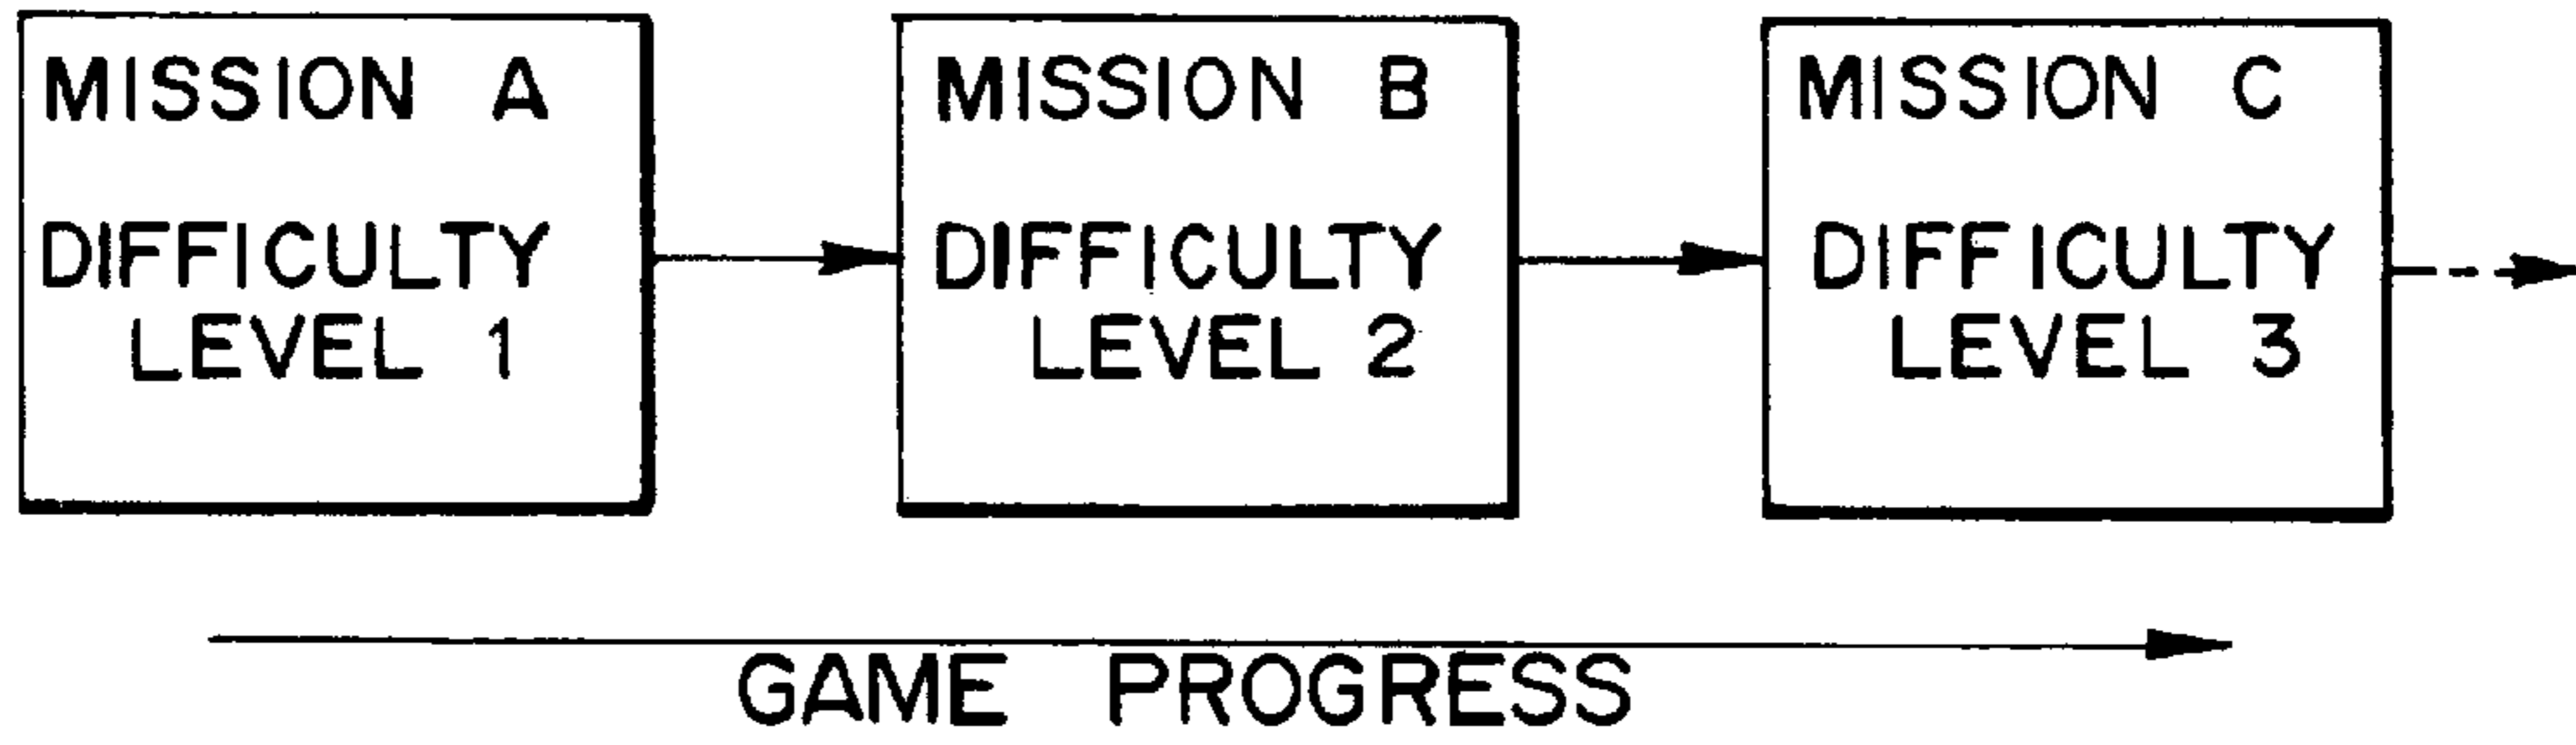 MISSION A
DIFFICULTY
LEVEL 1
MISSION B
DIFFICULTY
LEVEL 2
MISSION C
DIFFICULTY
LEVEL 3
GAME PROGRESS